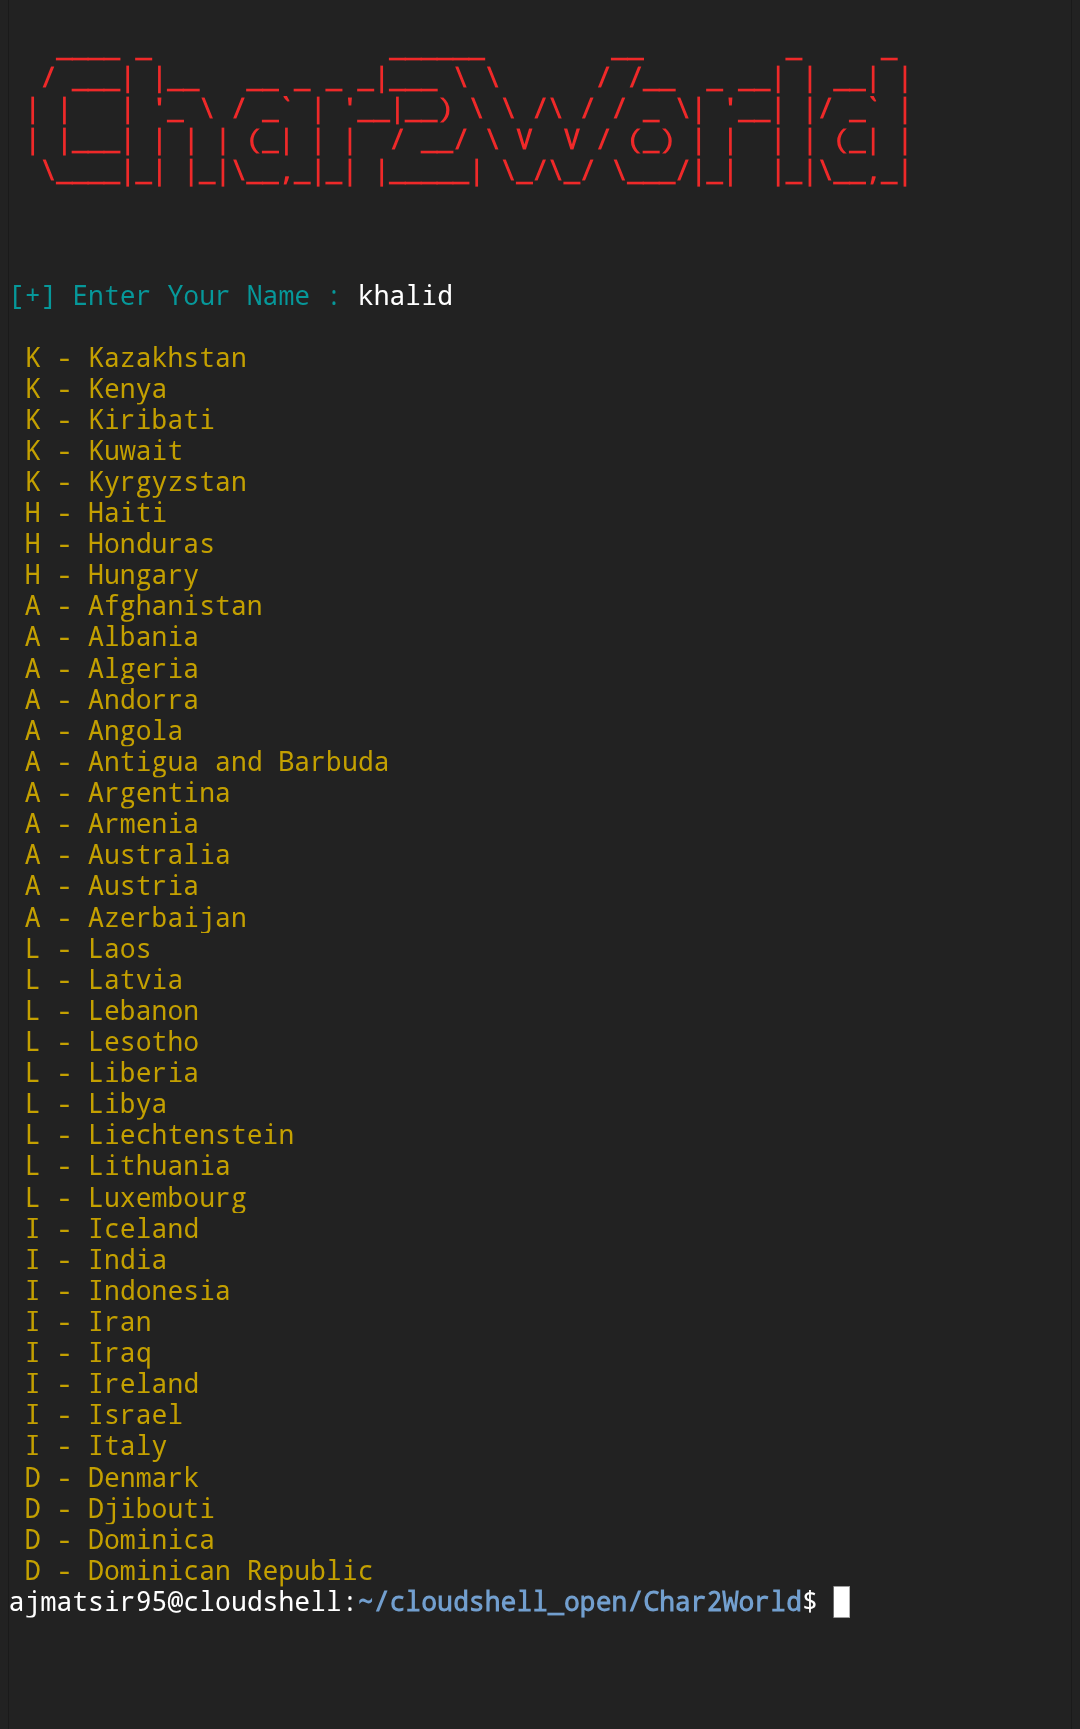 Char2World
[+] Enter Your Name : khalid
K - Kazakhstan
K - Kenya
K - Kiribati
K - Kuwait
K - Kyrgyzstan
H - Haiti
H - Honduras
H - Hungary
A - Afghanistan
A - Albania
A - Algeria
A - Andorra
A - Angola
A - Antigua and Barbuda
A - Argentina
A - Armenia
A - Australia
A - Austria
A - Azerbaijan
L - Laos
L - Latvia
L - Lebanon
L - Lesotho
L - Liberia
L - Libya
L - Liechtenstein
L - Lithuania
L - Luxembourg
I - Iceland
I - India
I - Indonesia
I - Iran
I - Iraq
I - Ireland
I - Israel
I - Italy
D - Denmark
D - Djibouti
D - Dominica
D - Dominican Republic
ajmatsir95@cloudshell:~/cloudshell_open/Char2World$